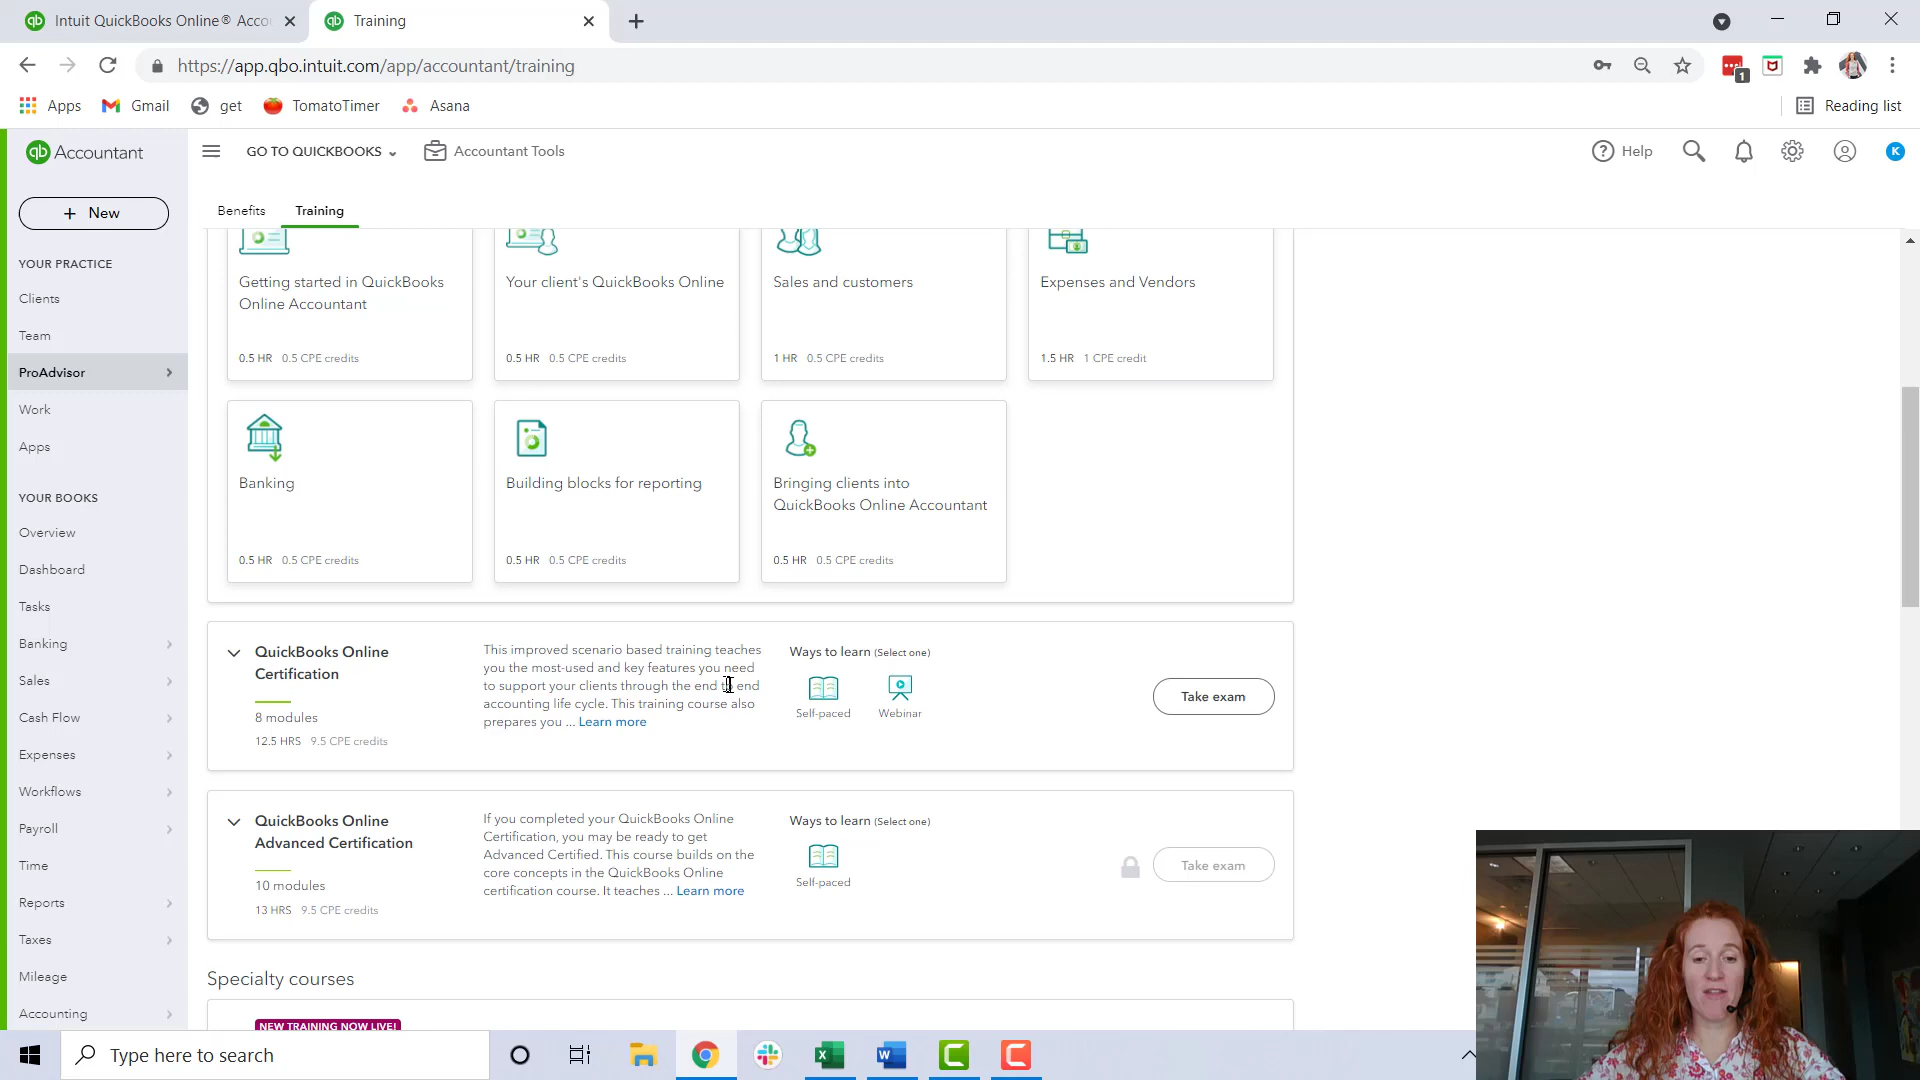 Intuit QuickBooks Online® Acco
Training
https://app.qbo.intuit.com/app/accountant/training
1
Apps
Gmail
get
TomatoTimer
Asana
Reading list
qb Accountant
GO TO QUICKBOOKS
Accountant Tools
Help
K
+ New
Benefits
Training
YOUR PRACTICE
Clients
Team
ProAdvisor
Work
Apps
YOUR BOOKS
Overview
Dashboard
Tasks
Banking
Sales
Cash Flow
Expenses
Workflows
Payroll
Time
Reports
Taxes
Mileage
Accounting
Getting started in QuickBooks
Online Accountant
0.5 HR 0.5 CPE credits
Your client's QuickBooks Online
0.5 HR 0.5 CPE credits
Sales and customers
1 HR 0.5 CPE credits
Expenses and Vendors
1.5 HR 1 CPE credit
Banking
0.5 HR 0.5 CPE credits
Building blocks for reporting
0.5 HR 0.5 CPE credits
Bringing clients into
QuickBooks Online Accountant
0.5 HR 0.5 CPE credits
QuickBooks Online
Certification
8 modules
12.5 HRS 9.5 CPE credits
This improved scenario based training teaches
you the most-used and key features you need
to support your clients through the end to end
accounting life cycle. This training course also
prepares you ... Learn more
Ways to learn (Select one)
Self-paced
Webinar
Take exam
QuickBooks Online
Advanced Certification
10 modules
13 HRS 9.5 CPE credits
If you completed your QuickBooks Online
Certification, you may be ready to get
Advanced Certified. This course builds on the
core concepts in the QuickBooks Online
certification course. It teaches ... Learn more
Ways to learn (Select one)
Self-paced
Take exam
Specialty courses
NEW TRAINING NOW LIVE!
Type here to search